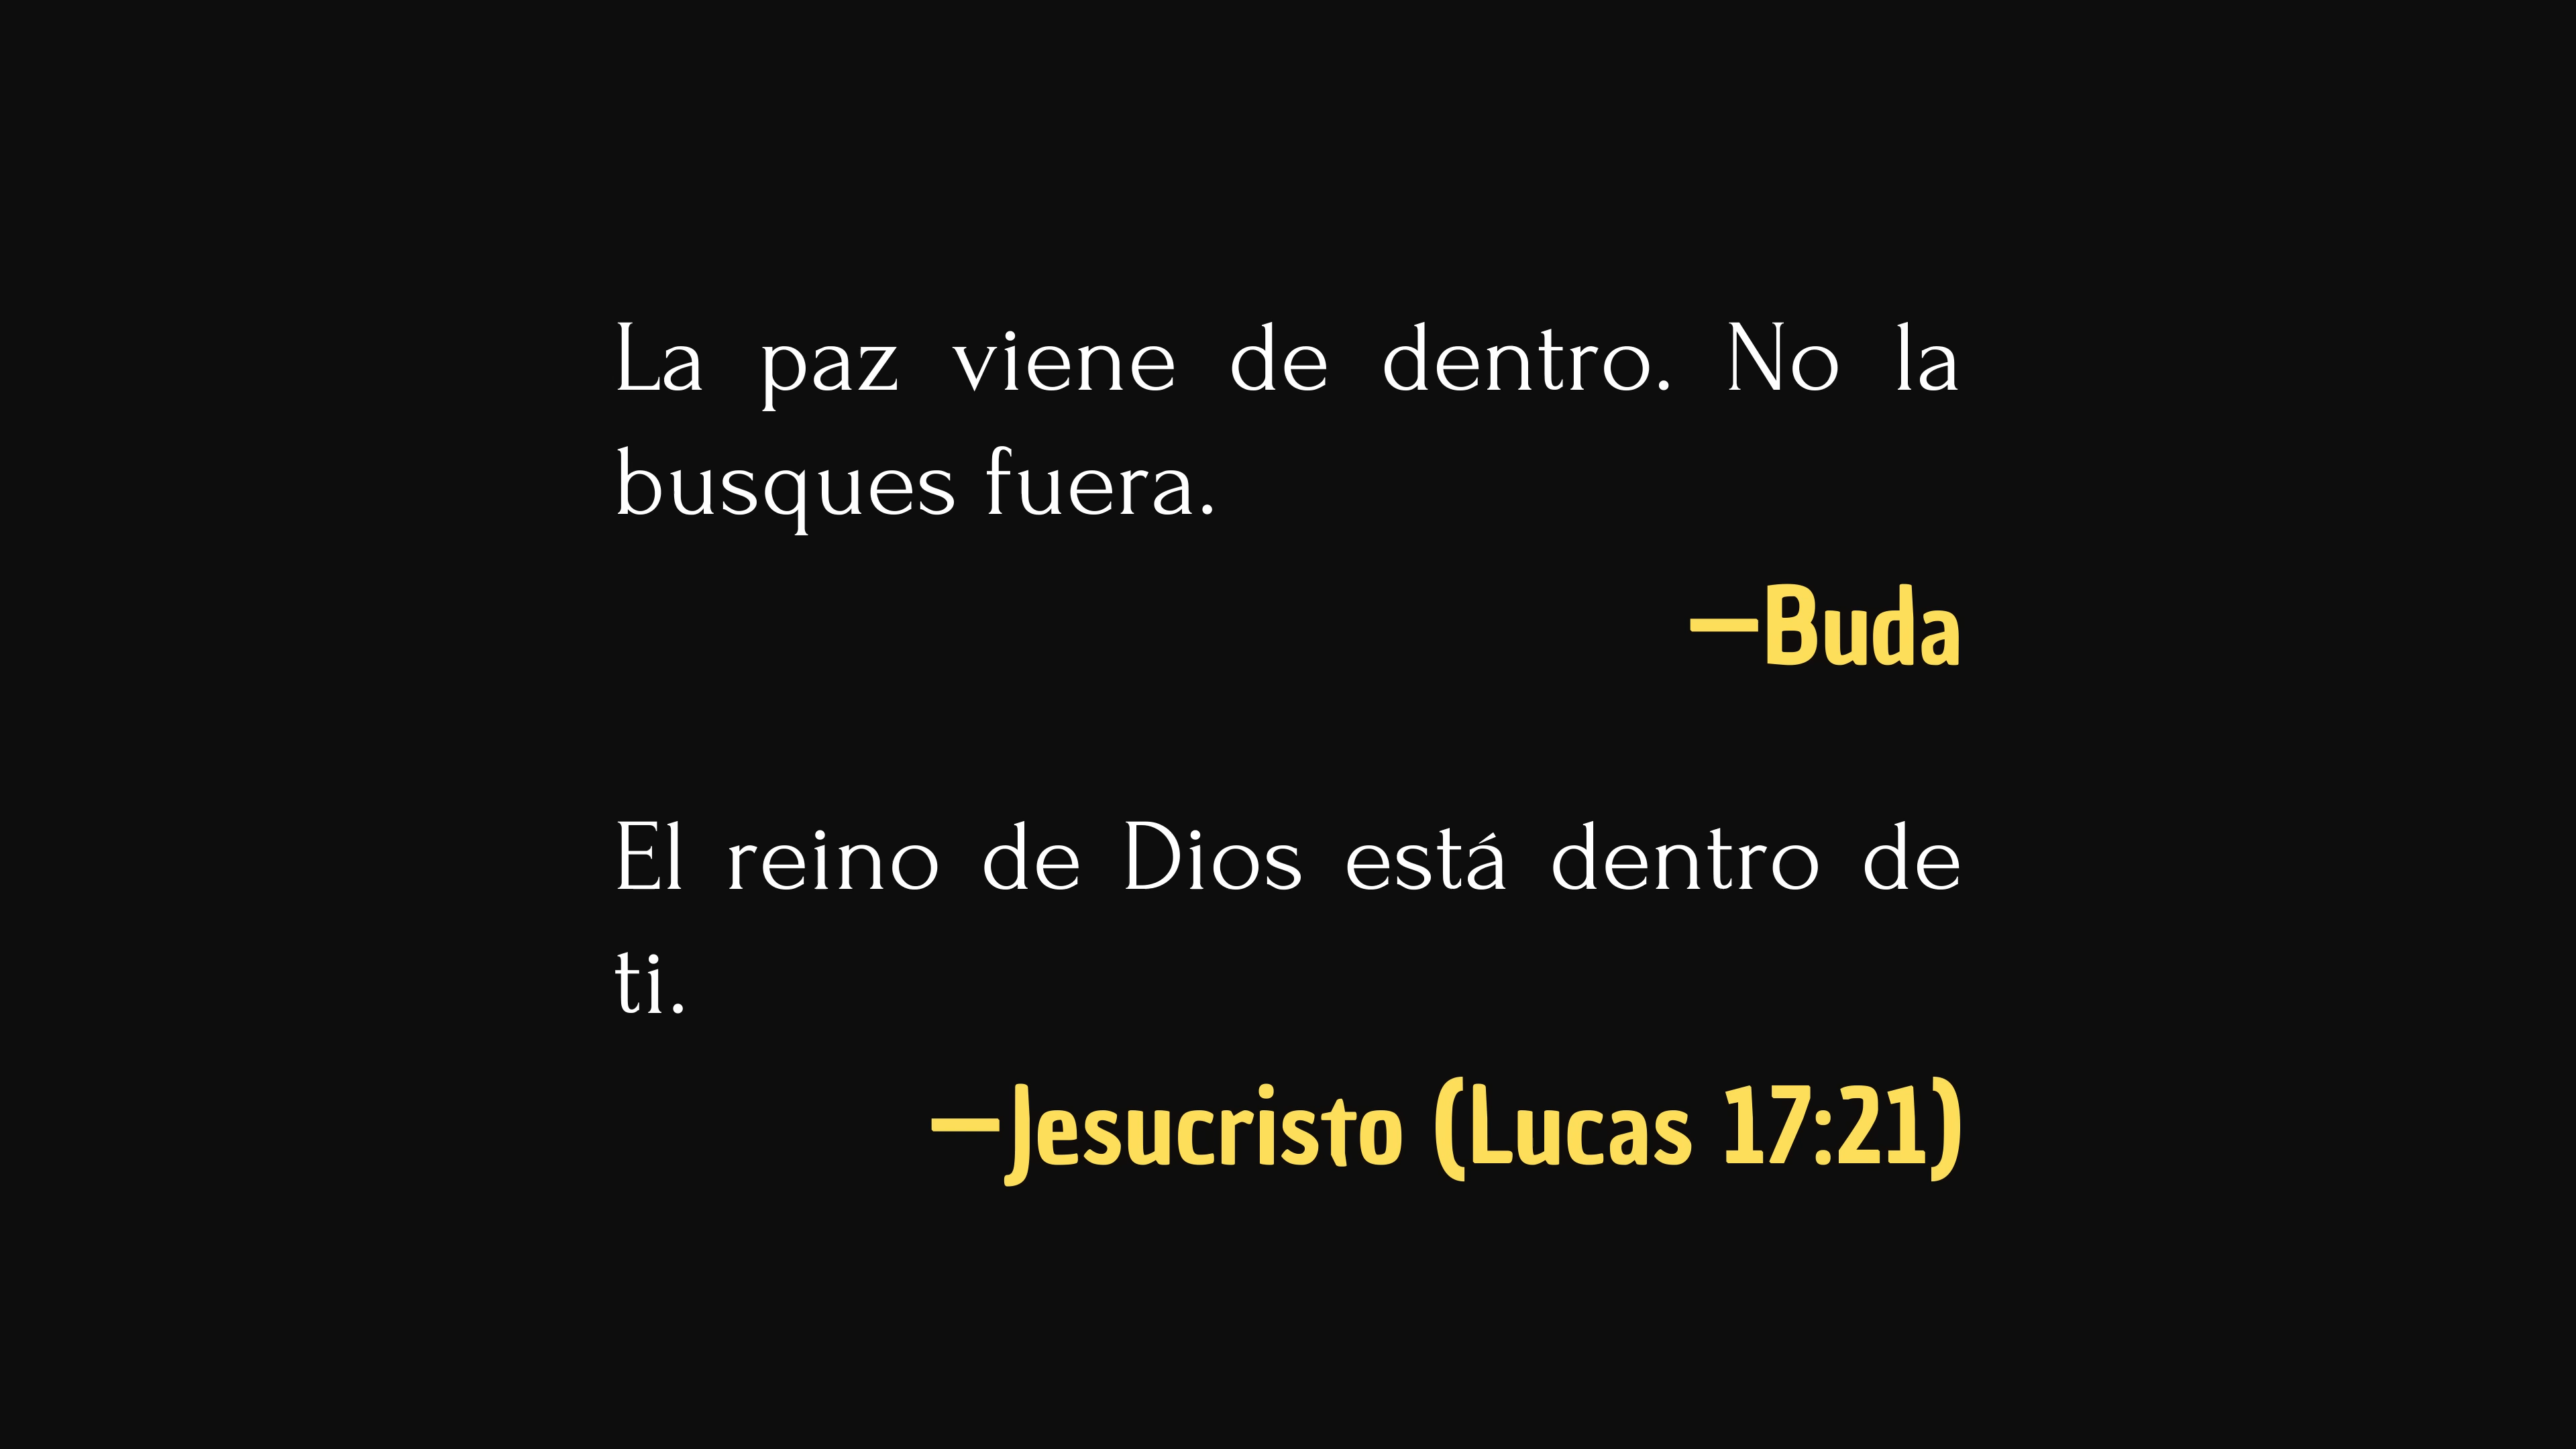 La paz viene de dentro. No la
busques fuera.
—Buda
El reino de Dios está dentro de
ti.
—Jesucristo (Lucas 17:21)